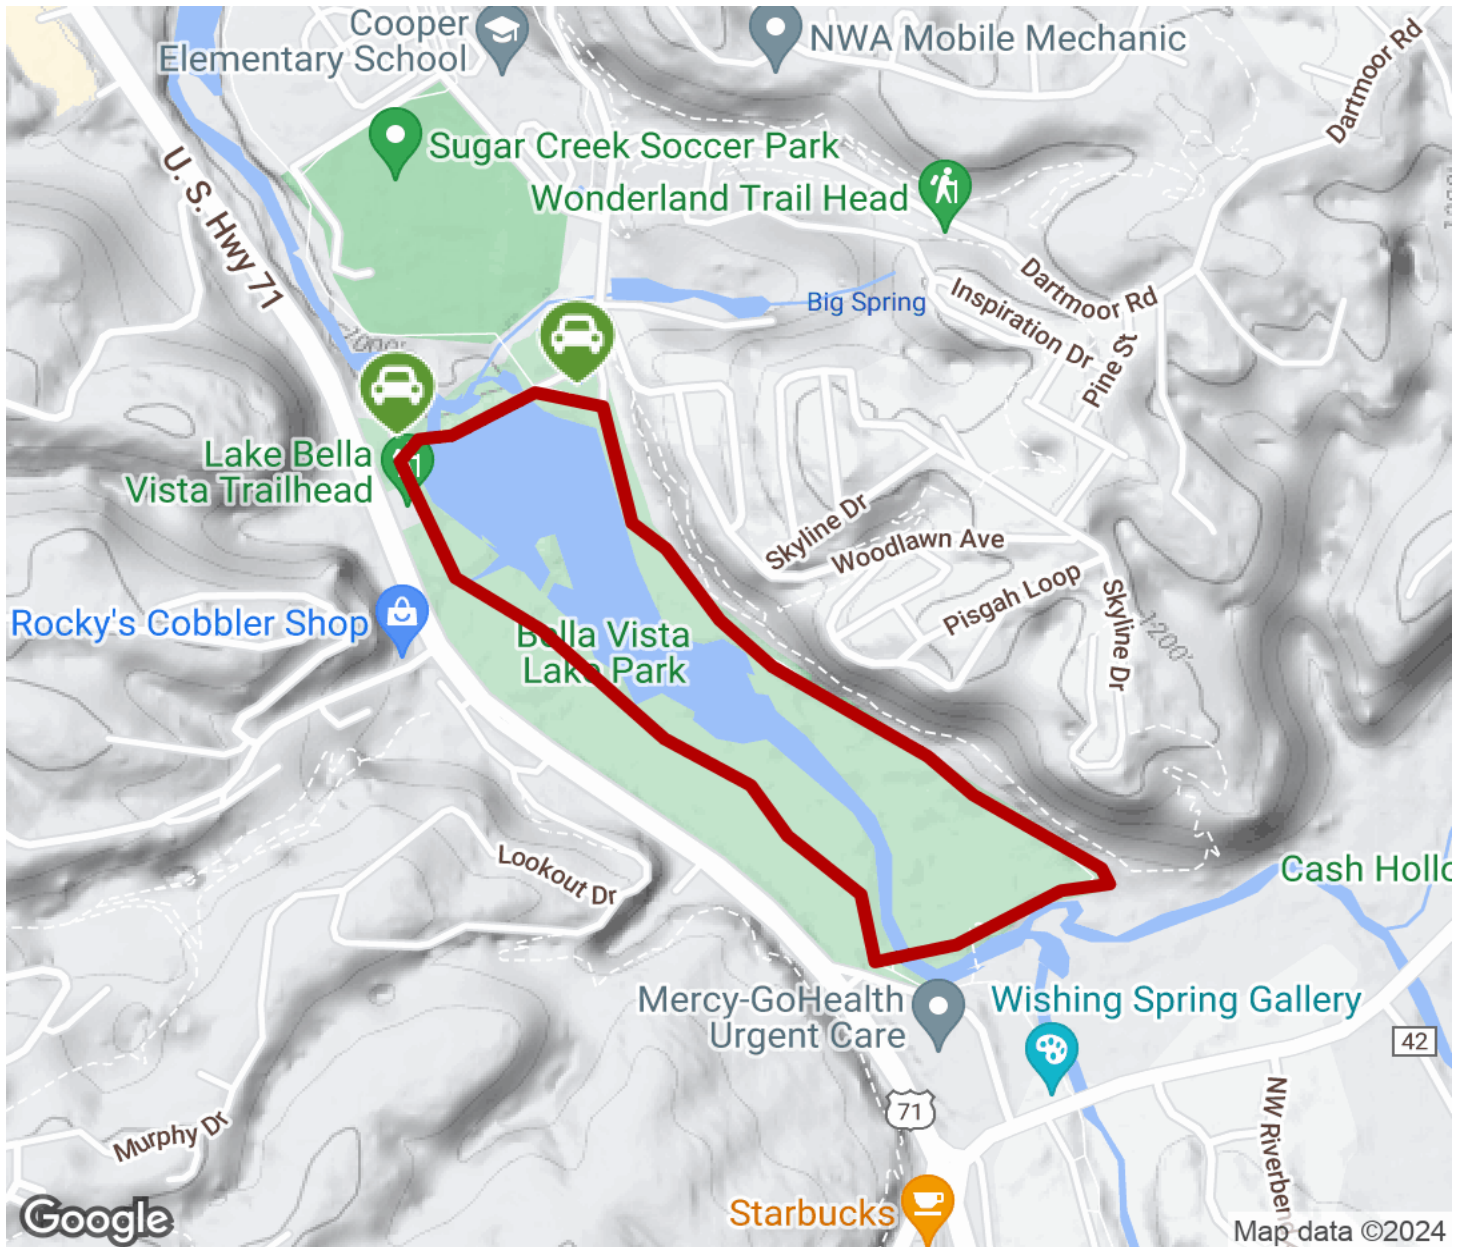 Cooper
Elementary School
NWA Mobile Mechanic
Dartmoor Rd
Sugar Creek Soccer Park
U. S. Hwy 71
Wonderland Trail Head
Dartmoor Rd
Inspiration Dr
Big Spring
Pine St
Lake Bella
Vista Trailhead
Skyline Dr
Woodlawn Ave
Pisgah Loop
Skyline Dr
1200'
Rocky's Cobbler Shop
Bella Vista
Lake Park
Lookout Dr
Cash Hollo
Mercy-GoHealth
Urgent Care
Wishing Spring Gallery
42
71
Murphy Dr
NW Riverben
Starbucks
Google
Map data ©2024